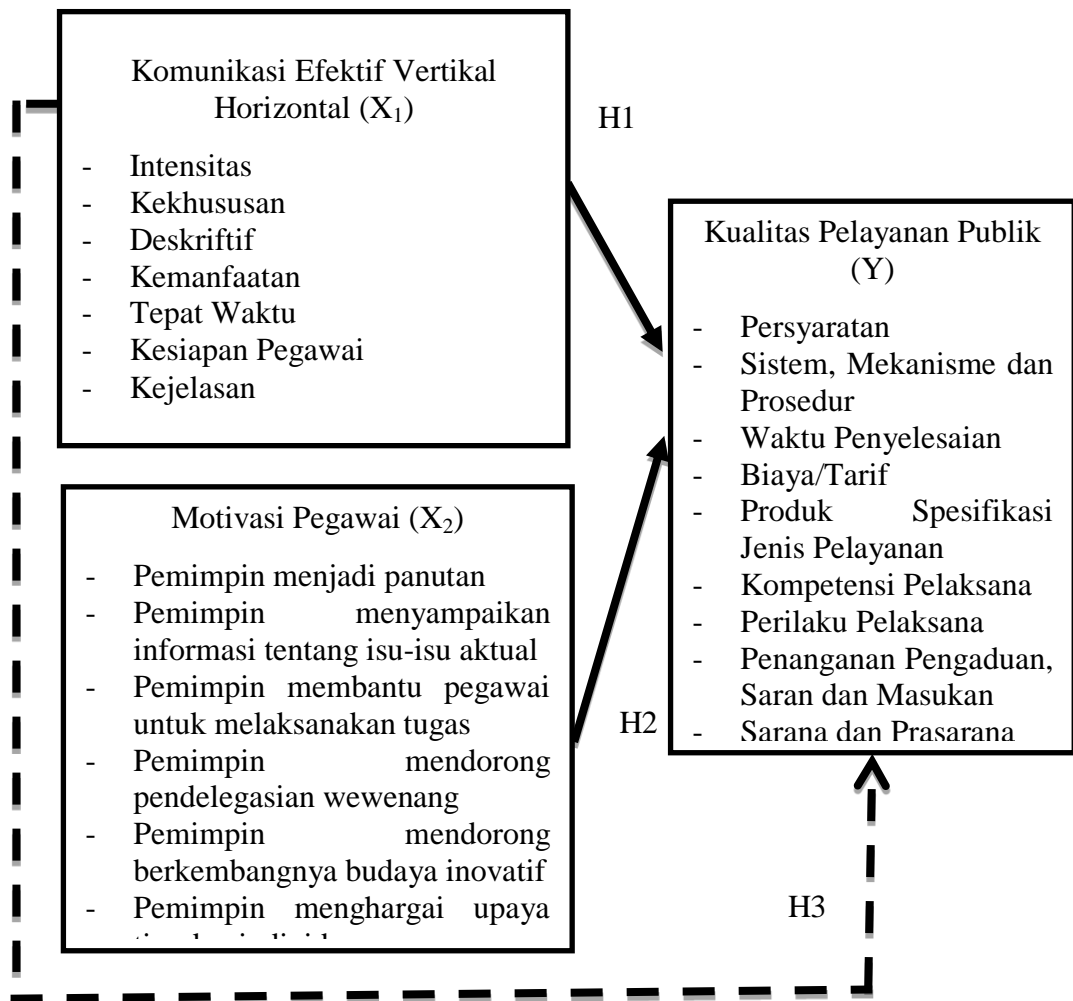 Komunikasi Efektif Vertikal
Horizontal (X₁)
- Intensitas
- Kekhususan
- Deskriftif
- Kemanfaatan
- Tepat Waktu
- Kesiapan Pegawai
- Kejelasan
H1
Motivasi Pegawai (X₂)
- Pemimpin menjadi panutan
- Pemimpin menyampaikan
informasi tentang isu-isu aktual
- Pemimpin membantu pegawai
untuk melaksanakan tugas
- Pemimpin mendorong
pendelegasian wewenang
- Pemimpin mendorong
berkembangnya budaya inovatif
- Pemimpin menghargai upaya
H2
Kualitas Pelayanan Publik
(Y)
- Persyaratan
- Sistem, Mekanisme dan
Prosedur
- Waktu Penyelesaian
- Biaya/Tarif
- Produk Spesifikasi
Jenis Pelayanan
- Kompetensi Pelaksana
- Perilaku Pelaksana
- Penanganan Pengaduan,
Saran dan Masukan
- Sarana dan Prasarana
H3